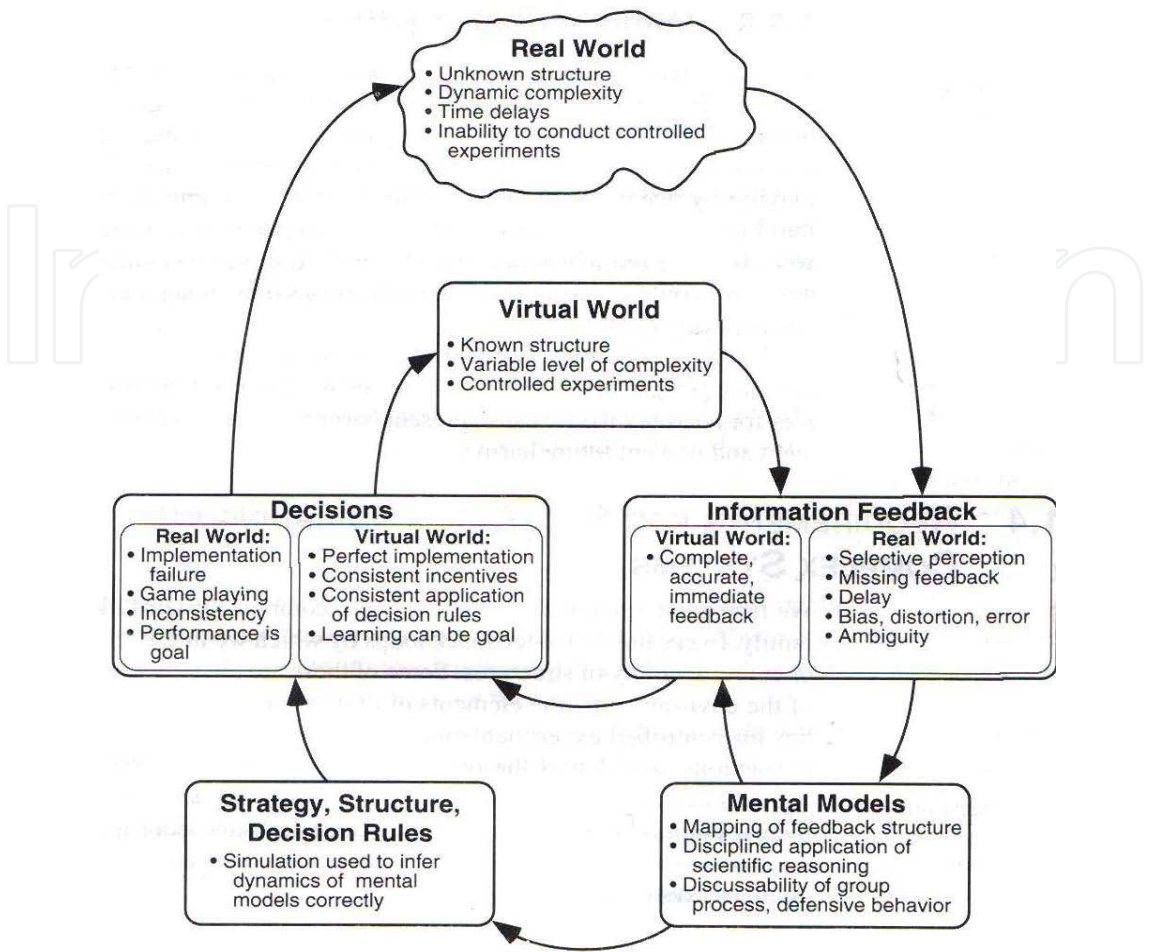 Real World
• Unknown structure
• Dynamic complexity
• Time delays
• Inability to conduct controlled
experiments
Virtual World
• Known structure
• Variable level of complexity
• Controlled experiments
Decisions
Real World:
• Implementation
failure
• Game playing
• Inconsistency
• Performance is
goal
Virtual World:
• Perfect implementation
• Consistent incentives
• Consistent application
of decision rules
• Learning can be goal
Information Feedback
Virtual World:
• Complete,
accurate,
immediate
feedback
Real World:
• Selective perception
• Missing feedback
• Delay
• Bias, distortion, error
• Ambiguity
Strategy, Structure,
Decision Rules
• Simulation used to infer
dynamics of mental
models correctly
Mental Models
• Mapping of feedback structure
• Disciplined application of
scientific reasoning
• Discussability of group
process, defensive behavior